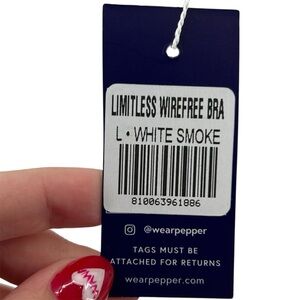 LIMITLESS WIREFREE BRA
L • WHITE SMOKE
810063961886
@wearpepper
TAGS MUST BE
ATTACHED FOR RETURNS
wearpepper.com